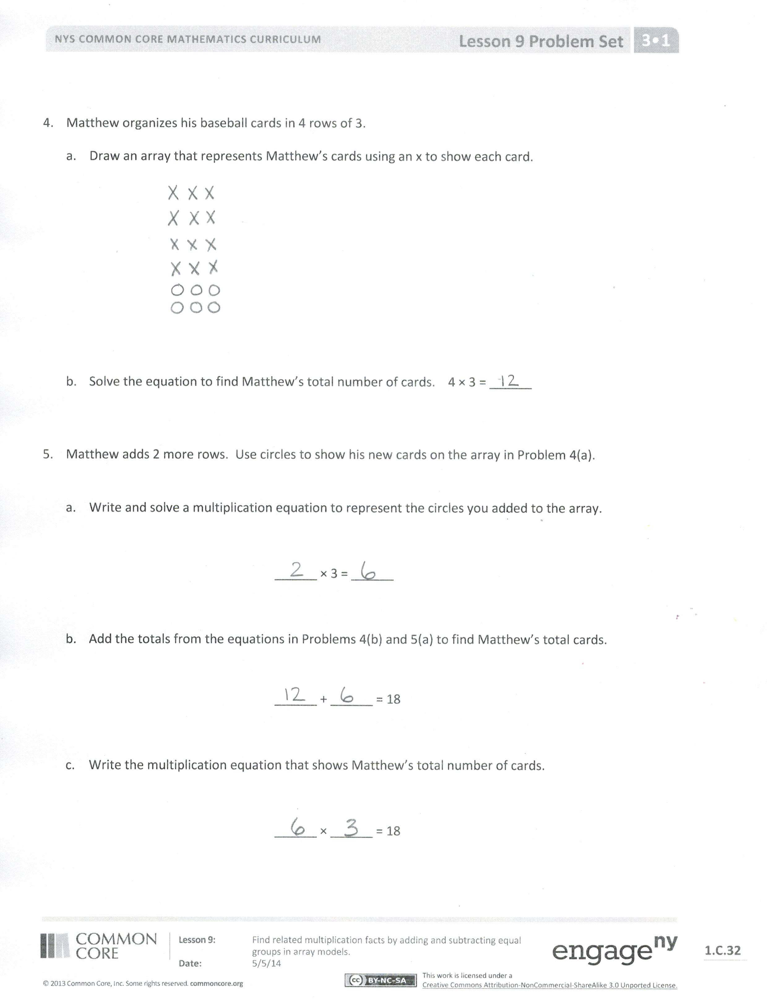 NYS COMMON CORE MATHEMATICS CURRICULUM Lesson 9 Problem Set 3•1
4. Matthew organizes his baseball cards in 4 rows of 3.
a. Draw an array that represents Matthew's cards using an x to show each card.
X X X
X X X
X X X
X X X
O O O
O O O
b. Solve the equation to find Matthew's total number of cards. 4 × 3 = 12
5. Matthew adds 2 more rows. Use circles to show his new cards on the array in Problem 4(a).
a. Write and solve a multiplication equation to represent the circles you added to the array.
2 × 3 = 6
b. Add the totals from the equations in Problems 4(b) and 5(a) to find Matthew's total cards.
12 + 6 = 18
c. Write the multiplication equation that shows Matthew's total number of cards.
6 × 3 = 18
COMMON
CORE
Lesson 9: Find related multiplication facts by adding and subtracting equal
groups in array models.
Date: 5/5/14
engageny
1.C.32
© 2013 Common Core, Inc. Some rights reserved. commoncore.org
cc BY-NC-SA
This work is licensed under a
Creative Commons Attribution-NonCommercial-ShareAlike 3.0 Unported License.